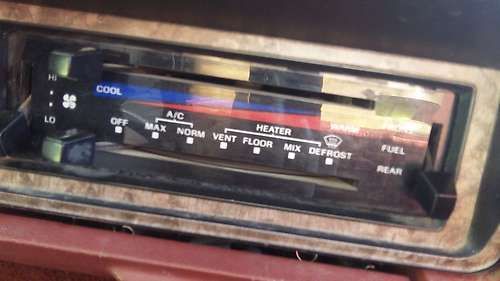 HI
COOL
LO
OFF
A/C
MAX
NORM
HEATER
VENT
FLOOR
MIX
DEFROST
FUEL
REAR